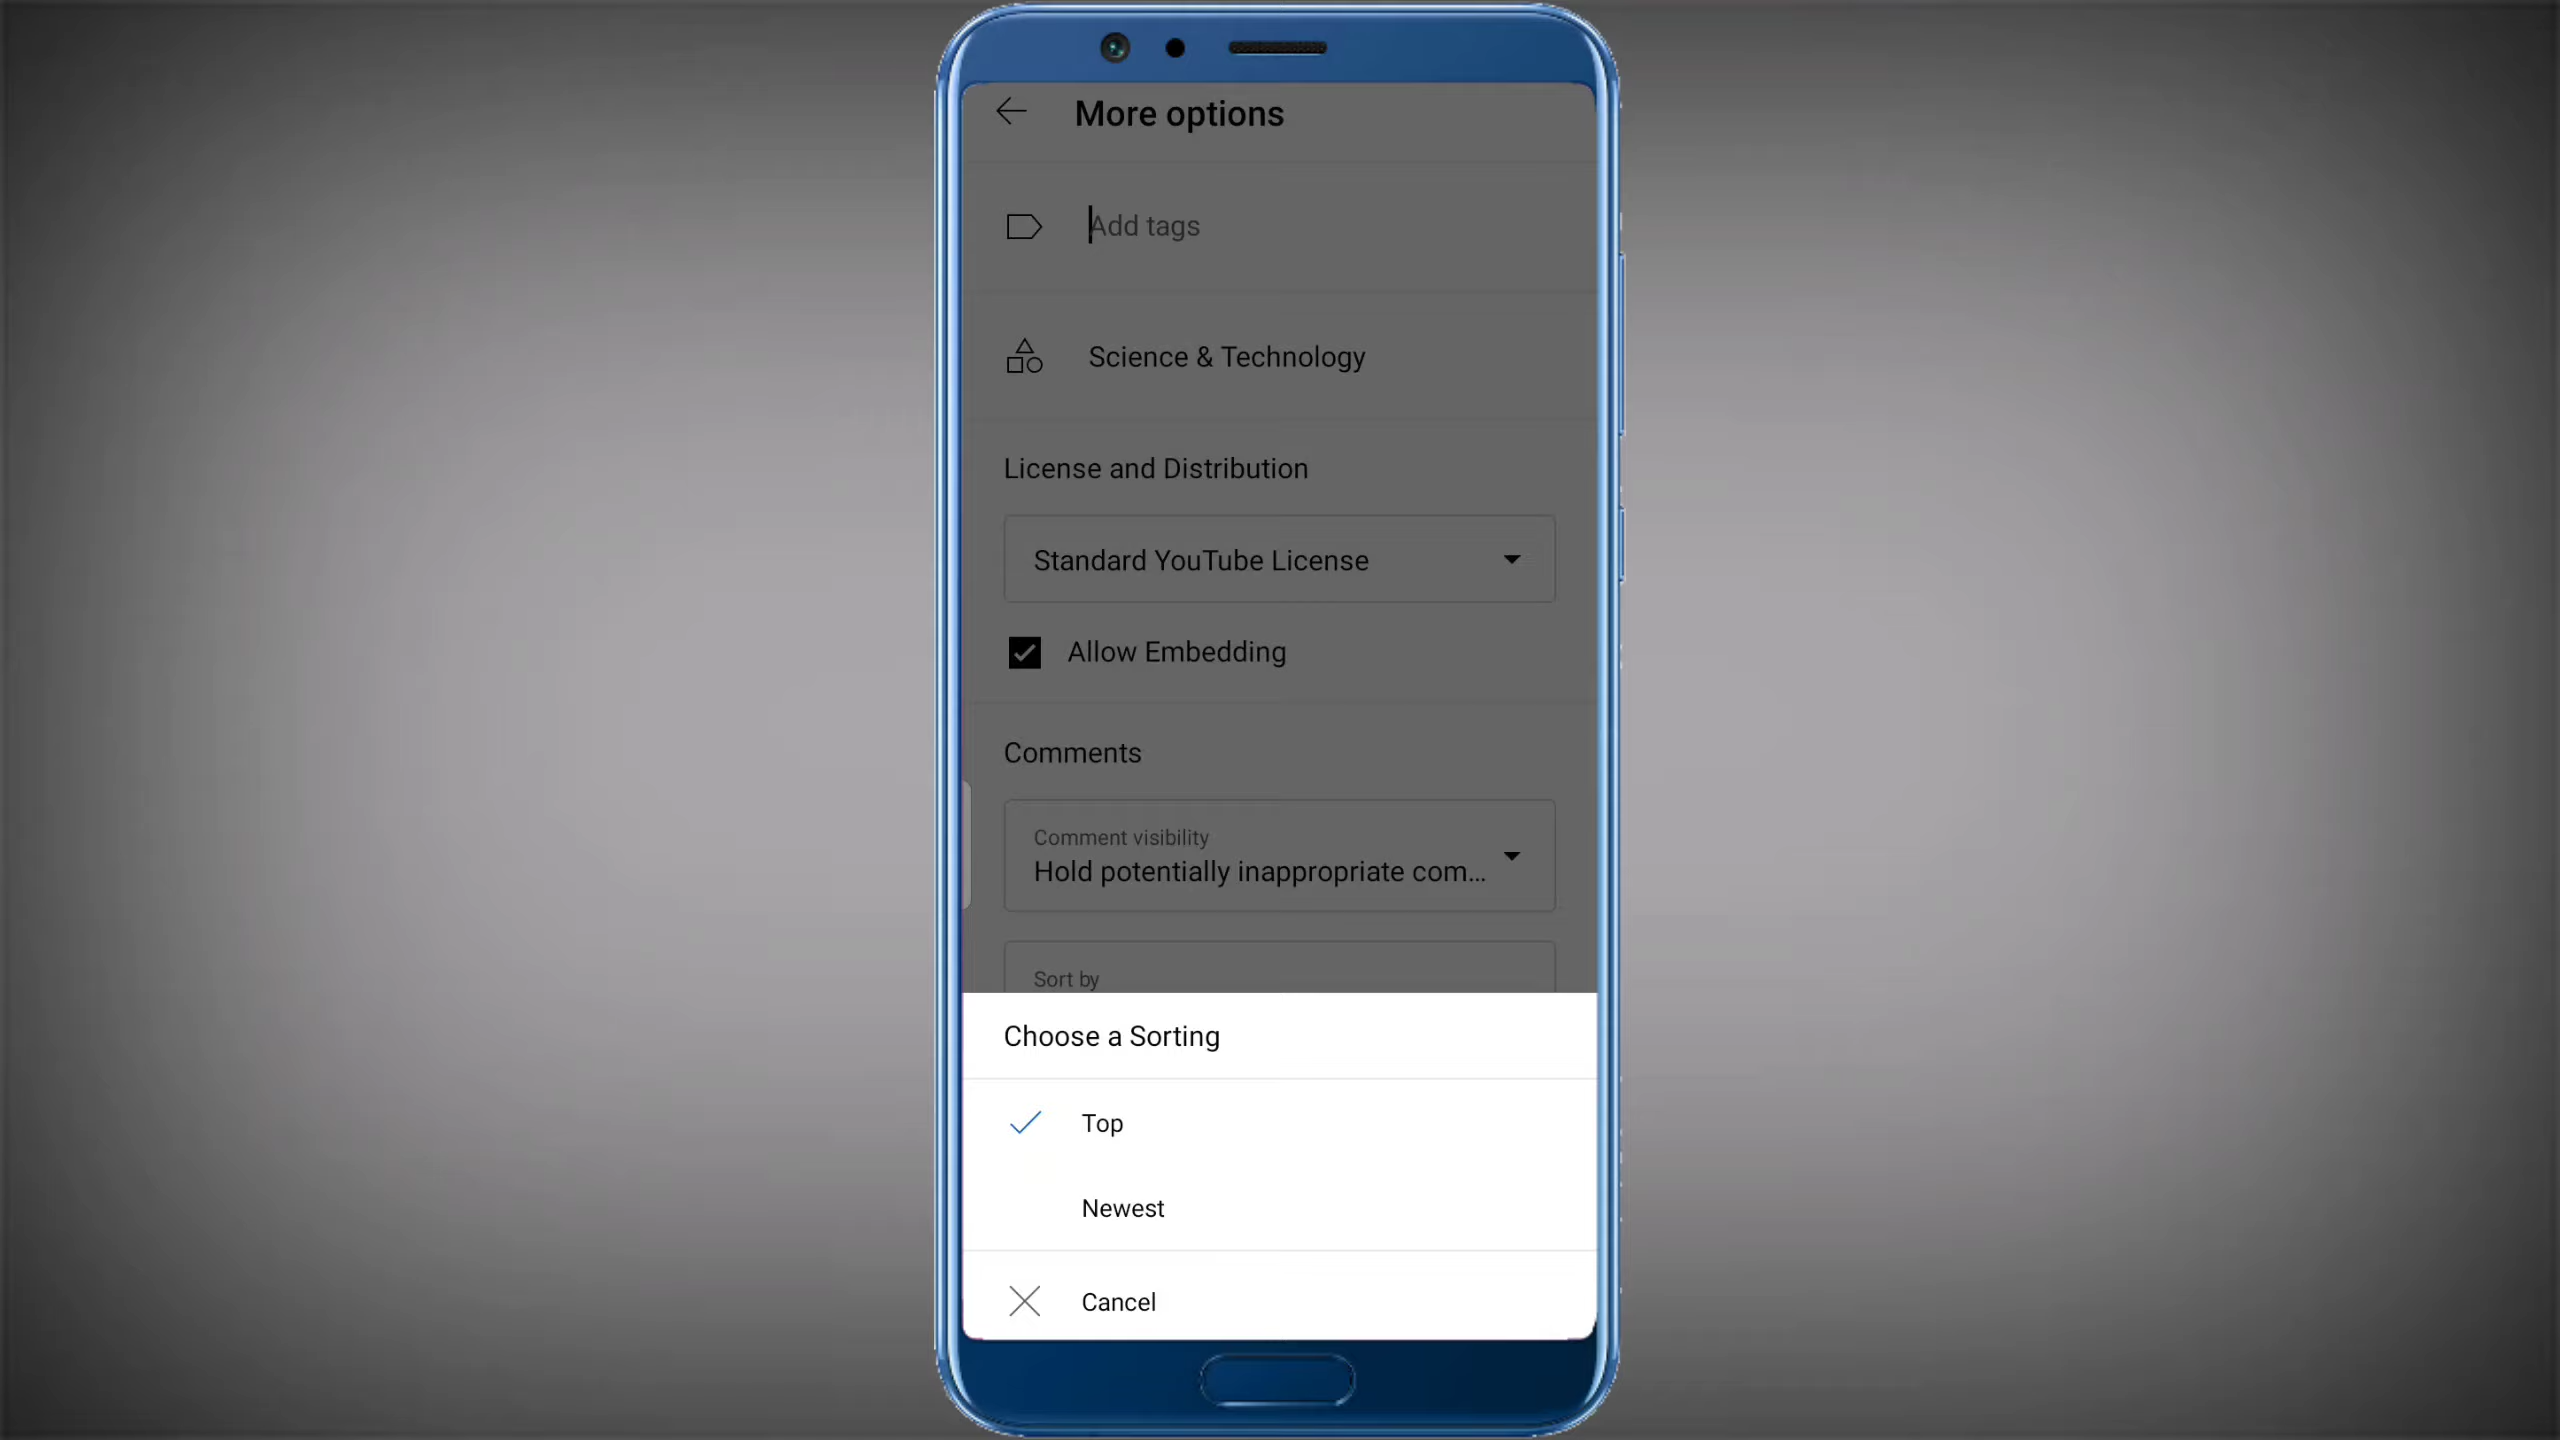 More options
Add tags
Science & Technology
License and Distribution
Standard YouTube License
Allow Embedding
Comments
Comment visibility
Hold potentially inappropriate com...
Sort by
Choose a Sorting
Top
Newest
Cancel